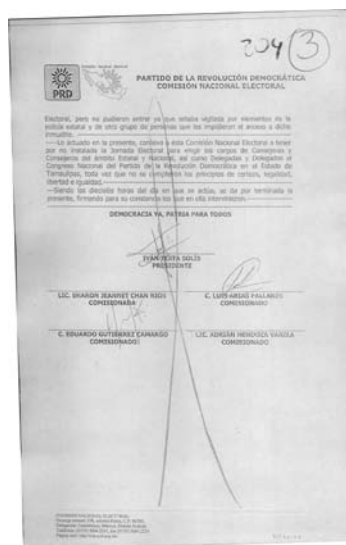 204 3
PRD
PARTIDO DE LA REVOLUCIÓN DEMOCRÁTICA
COMISIÓN NACIONAL ELECTORAL
Electoral, pero no pudieron entrar ya que estaba vigilada por elementos de la
policía estatal y de otro grupo de personas que les impidieron el acceso a dicho
inmueble.
Lo actuado en la presente, conlleva a esta Comisión Nacional Electoral a tener
por no instalada la Jornada Electoral para elegir los cargos de Consejeras y
Consejeros del ámbito Estatal y Nacional, así como Delegadas y Delegados al
Congreso Nacional del Partido de la Revolución Democrática en el Estado de
Tamaulipas, toda vez que no se cumplieron los principios de certeza, legalidad,
libertad e igualdad.
Siendo las horas del día en que se actúa, se da por terminada la
presente, firmando para su constancia los que en ella intervinieron.
DEMOCRACIA YA, PATRIA PARA TODOS
IVAN TEXTA SOLÍS
PRESIDENTE
LIC. SHARON JEANNET CHAN RIOS
COMISIONADA
C. LUIS ARIAS PALLARES
COMISIONADO
C. EDUARDO GUTIÉRREZ CAMARGO
COMISIONADO
LIC. ADRIÁN MENDOZA VARELA
COMISIONADO